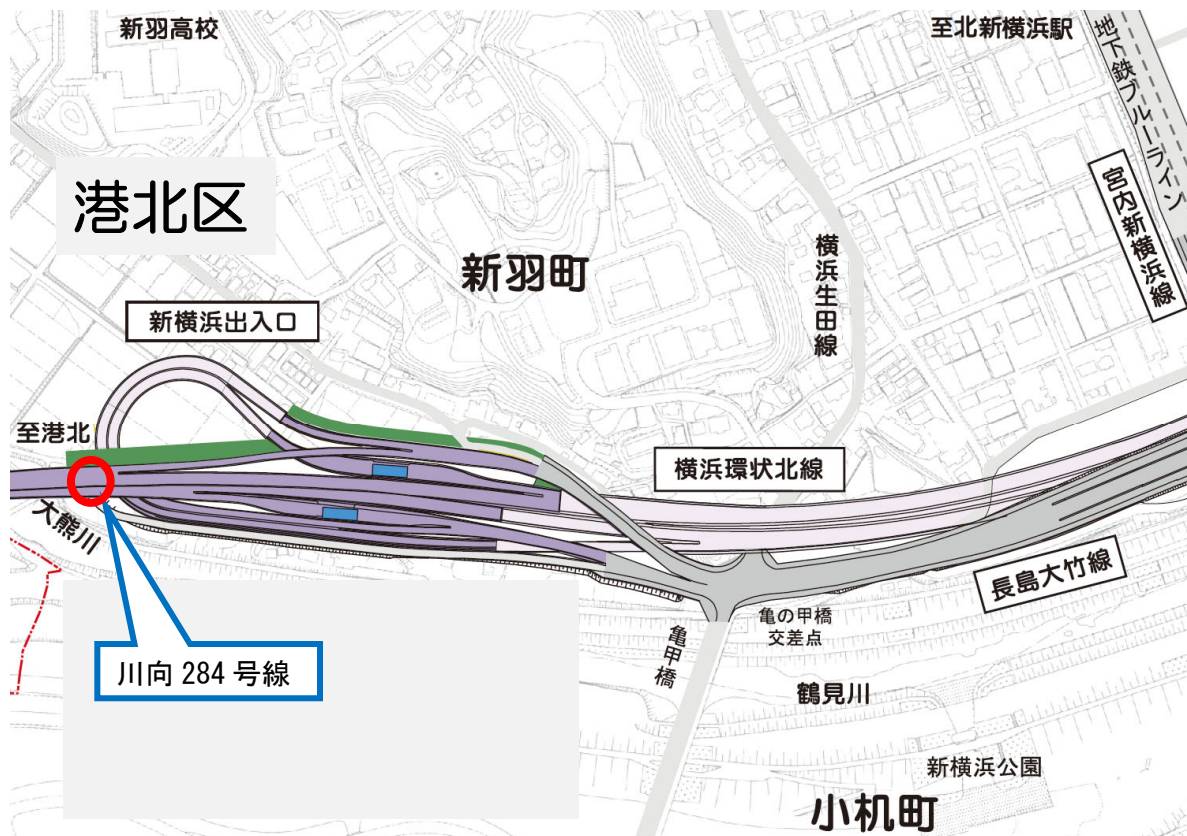 新羽高校
至北新横浜駅
地下鉄ブルーライン
港北区
宮内新横浜線
新羽町
横浜生田線
新横浜出入口
至港北
横浜環状北線
大熊川
長島大竹線
亀の甲橋
交差点
亀甲橋
川向284号線
鶴見川
新横浜公園
小机町